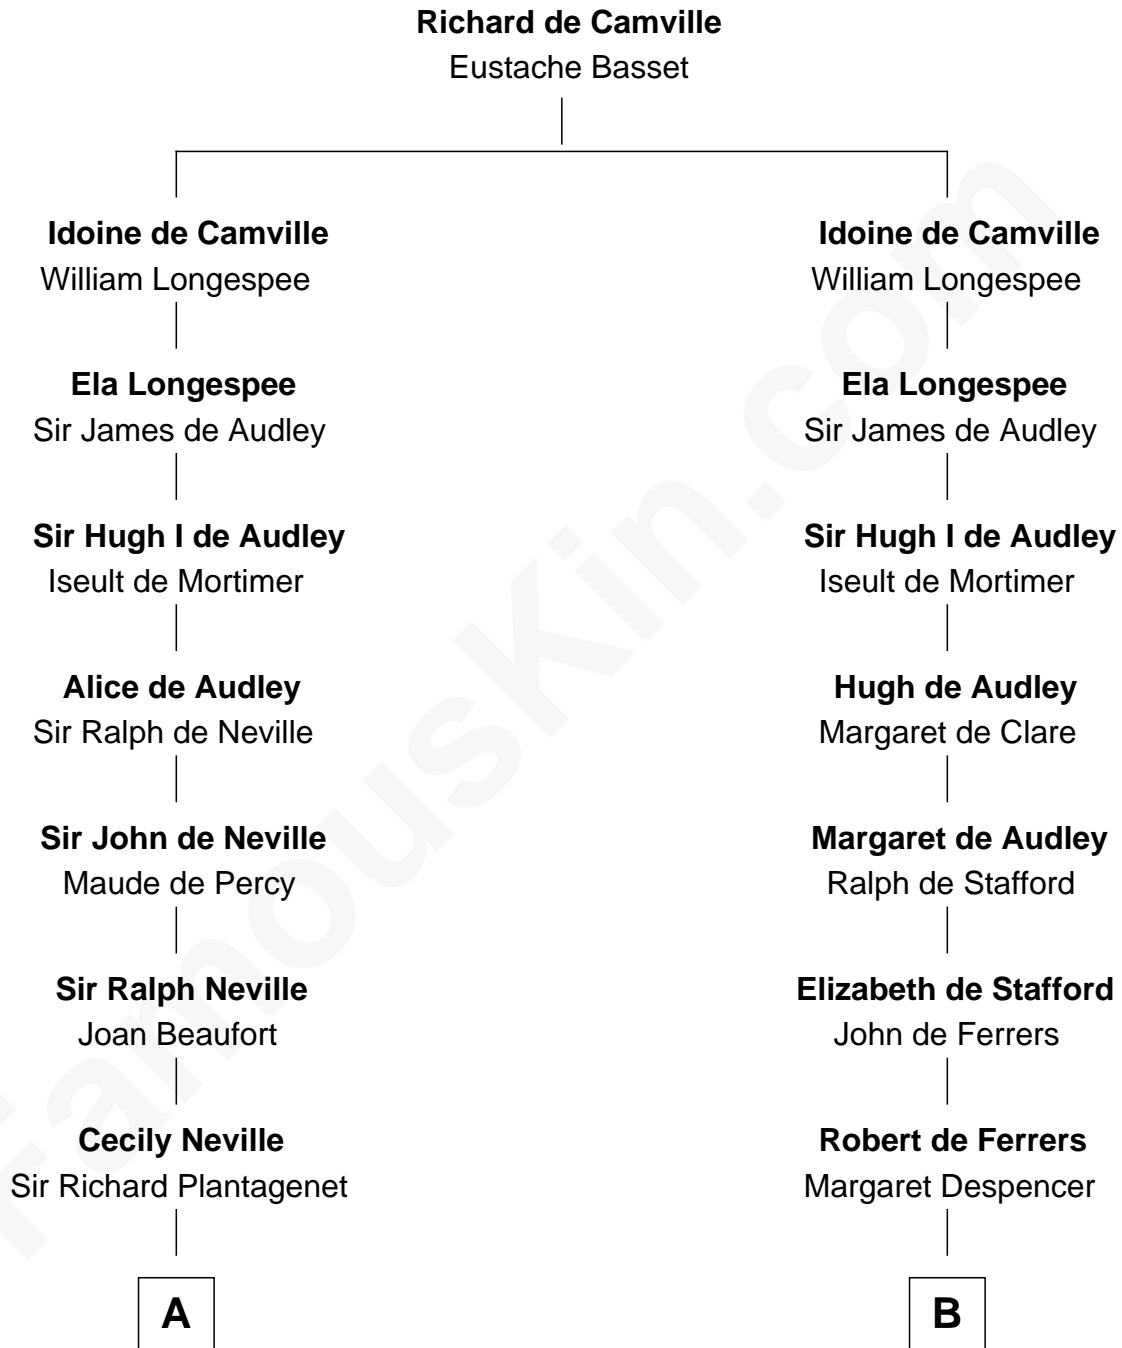 Richard de Camville
Eustache Basset
Idoine de Camville
William Longespee
Ela Longespee
Sir James de Audley
Sir Hugh I de Audley
Iseult de Mortimer
Alice de Audley
Sir Ralph de Neville
Sir John de Neville
Maude de Percy
Sir Ralph Neville
Joan Beaufort
Cecily Neville
Sir Richard Plantagenet
A
Idoine de Camville
William Longespee
Ela Longespee
Sir James de Audley
Sir Hugh I de Audley
Iseult de Mortimer
Hugh de Audley
Margaret de Clare
Margaret de Audley
Ralph de Stafford
Elizabeth de Stafford
John de Ferrers
Robert de Ferrers
Margaret Despencer
B
FamousKin.com